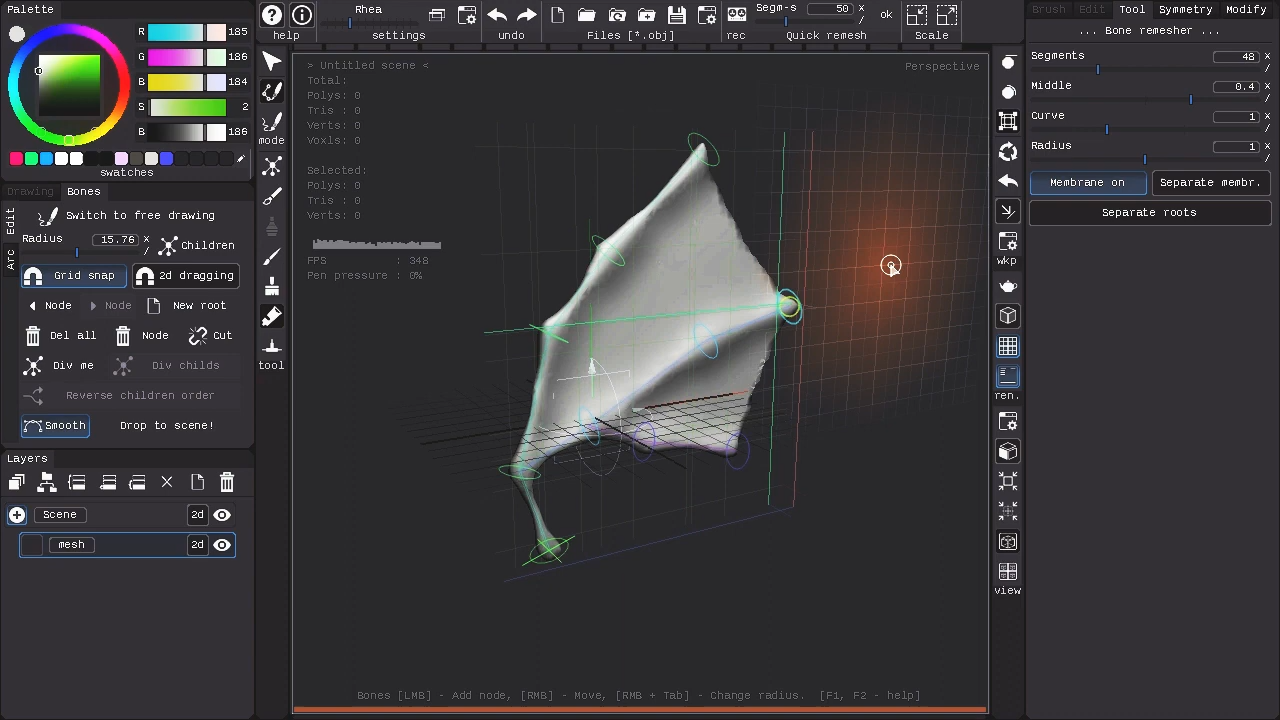 Palette
R 185
G 186
B 184
S 2
B 186
swatches
Drawing Bones
Edit
Arc
Switch to free drawing
Radius 15.76 x /
Children
Grid snap 2d dragging
Node Node New root
Del all Node Cut
Div me Div childs
Reverse children order
Smooth Drop to scene!
Layers
Scene 2d
mesh 2d
? i
help
Rhea
settings
undo
Files [*.obj]
rec
Segm-s 50 x /
ok
Quick remesh
Scale
mode
tool
> Untitled scene <
Total:
Polys: 0
Tris : 0
Verts: 0
Voxls: 0
Selected:
Polys: 0
Tris : 0
Verts: 0
FPS : 348
Pen pressure : 0%
Perspective
Bones [LMB] - Add node, [RMB] - Move, [RMB + Tab] - Change radius. [F1, F2 - help]
wkp
ren.
view
Brush Edit Tool Symmetry Modify
... Bone remesher ...
Segments 48 x /
Middle 0.4 x /
Curve 1 x /
Radius 1 x /
Membrane on Separate membr.
Separate roots